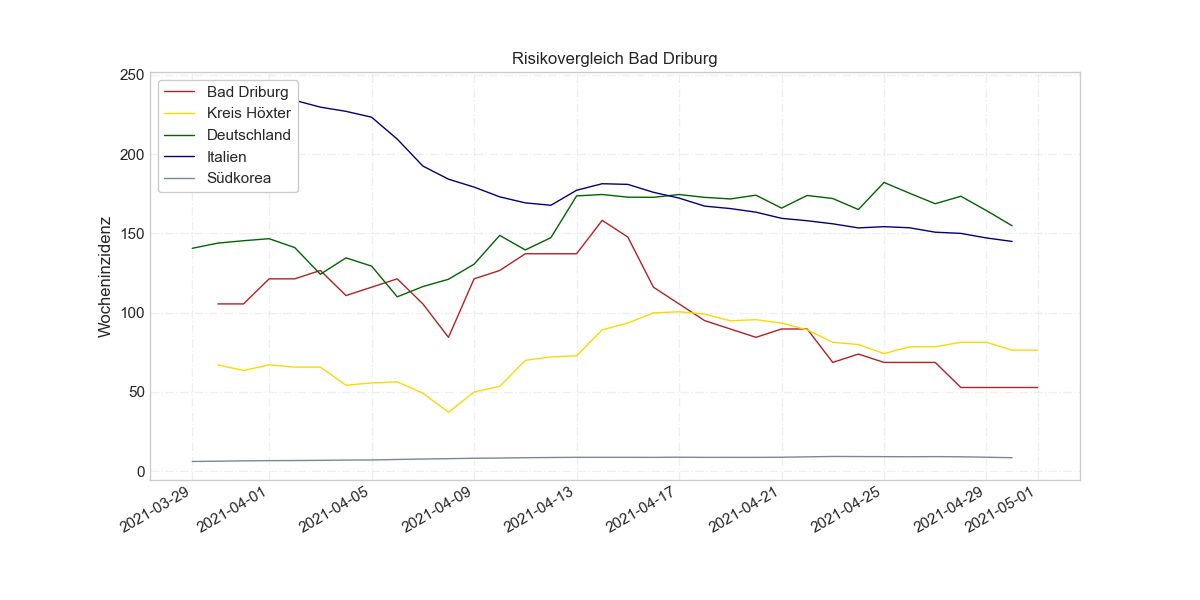 Risikovergleich Bad Driburg
250
200
150
100
50
0
Wocheninzidenz
Bad Driburg
Kreis Höxter
Deutschland
Italien
Südkorea
2021-03-29
2021-04-01
2021-04-05
2021-04-09
2021-04-13
2021-04-17
2021-04-21
2021-04-25
2021-04-29
2021-05-01